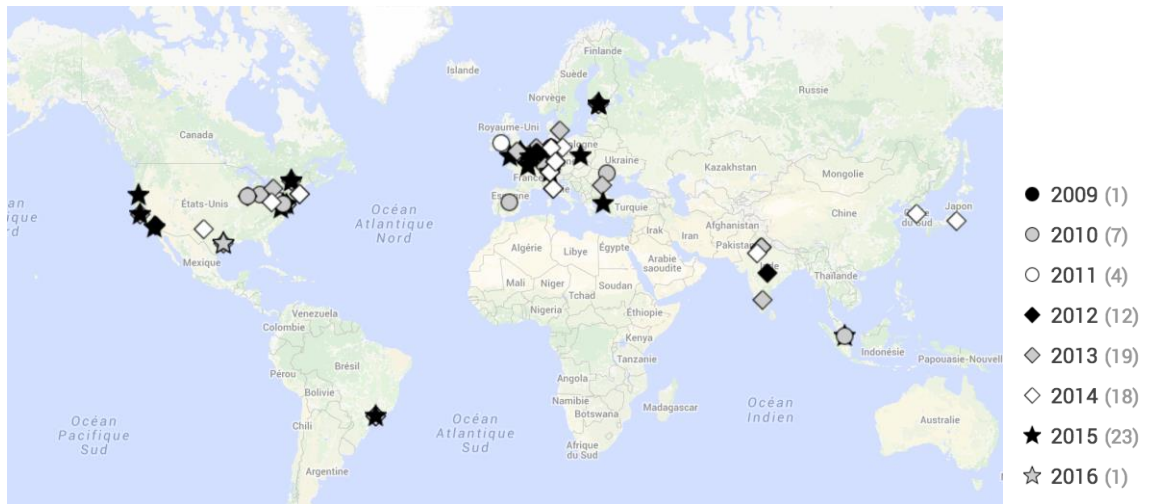 Finlande
Islande
Suède
Russie
Norvège
Royaume-Uni
Canada
Ukraine
Kazakhstan
Mongolie
États-Unis
Turquie
Chine
Japon
du Sud
Océan
Atlantique
Nord
Afghanistan
Irak
Iran
Pakistan
Algérie
Libye
Égypte
Arabie
saoudite
Mexique
Mali
Niger
Soudan
Tchad
Thaïlande
Venezuela
Nigeria
Éthiopie
Colombie
Kenya
Indonésie
Papouasie-Nouvell
Tanzanie
Pérou
Brésil
Angola
Bolivie
Namibie
Botswana
Madagascar
Océan
Indien
Océan
Pacifique
Sud
Chili
Océan
Atlantique
Sud
Afrique
du Sud
Australie
Argentine
2009 (1)
2010 (7)
2011 (4)
2012 (12)
2013 (19)
2014 (18)
2015 (23)
2016 (1)